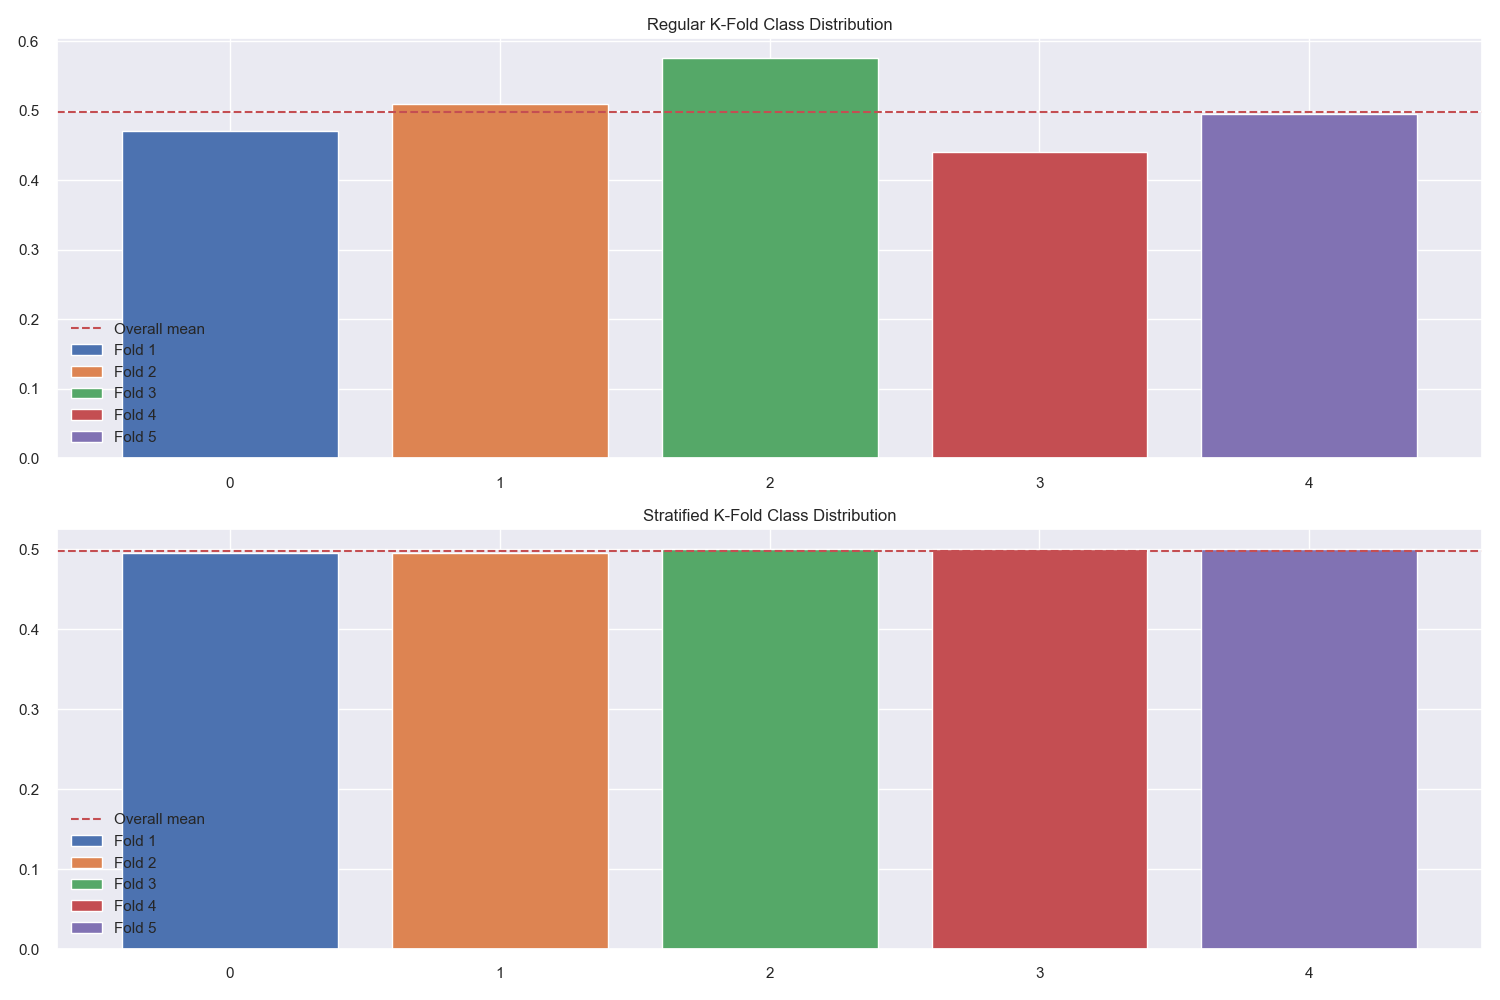 Regular K-Fold Class Distribution
0.6
0.5
0.4
0.3
0.2
0.1
0.0
Overall mean
Fold 1
Fold 2
Fold 3
Fold 4
Fold 5
0 1 2 3 4
Stratified K-Fold Class Distribution
0.5
0.4
0.3
0.2
0.1
0.0
Overall mean
Fold 1
Fold 2
Fold 3
Fold 4
Fold 5
0 1 2 3 4